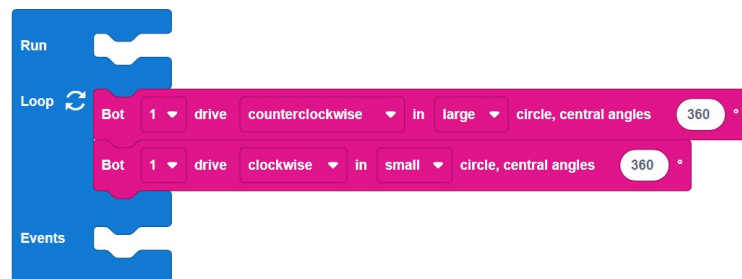 Run
Loop Bot 1 drive counterclockwise in large circle, central angles 360 °
Bot 1 drive clockwise in small circle, central angles 360 °
Events